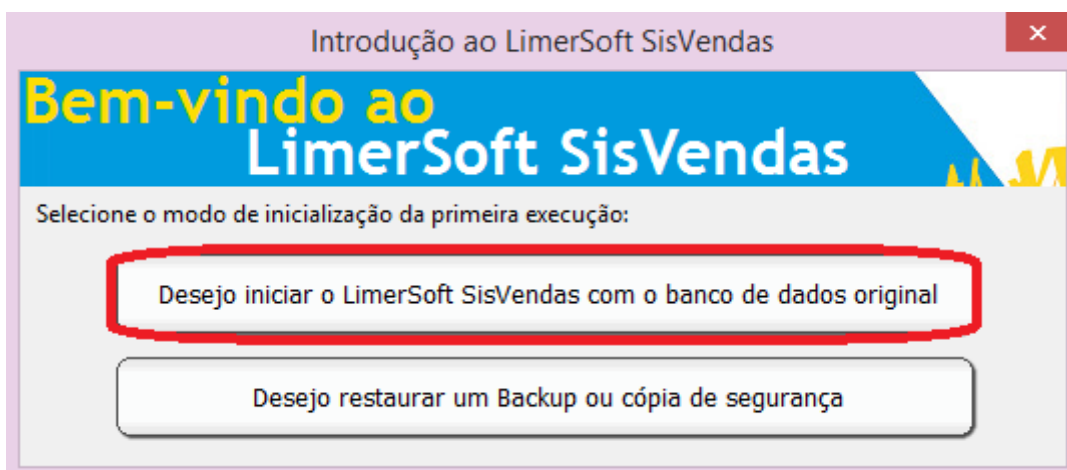 Introdução ao LimerSoft SisVendas
Bem-vindo ao
LimerSoft SisVendas
Selecione o modo de inicialização da primeira execução:
Desejo iniciar o LimerSoft SisVendas com o banco de dados original
Desejo restaurar um Backup ou cópia de segurança